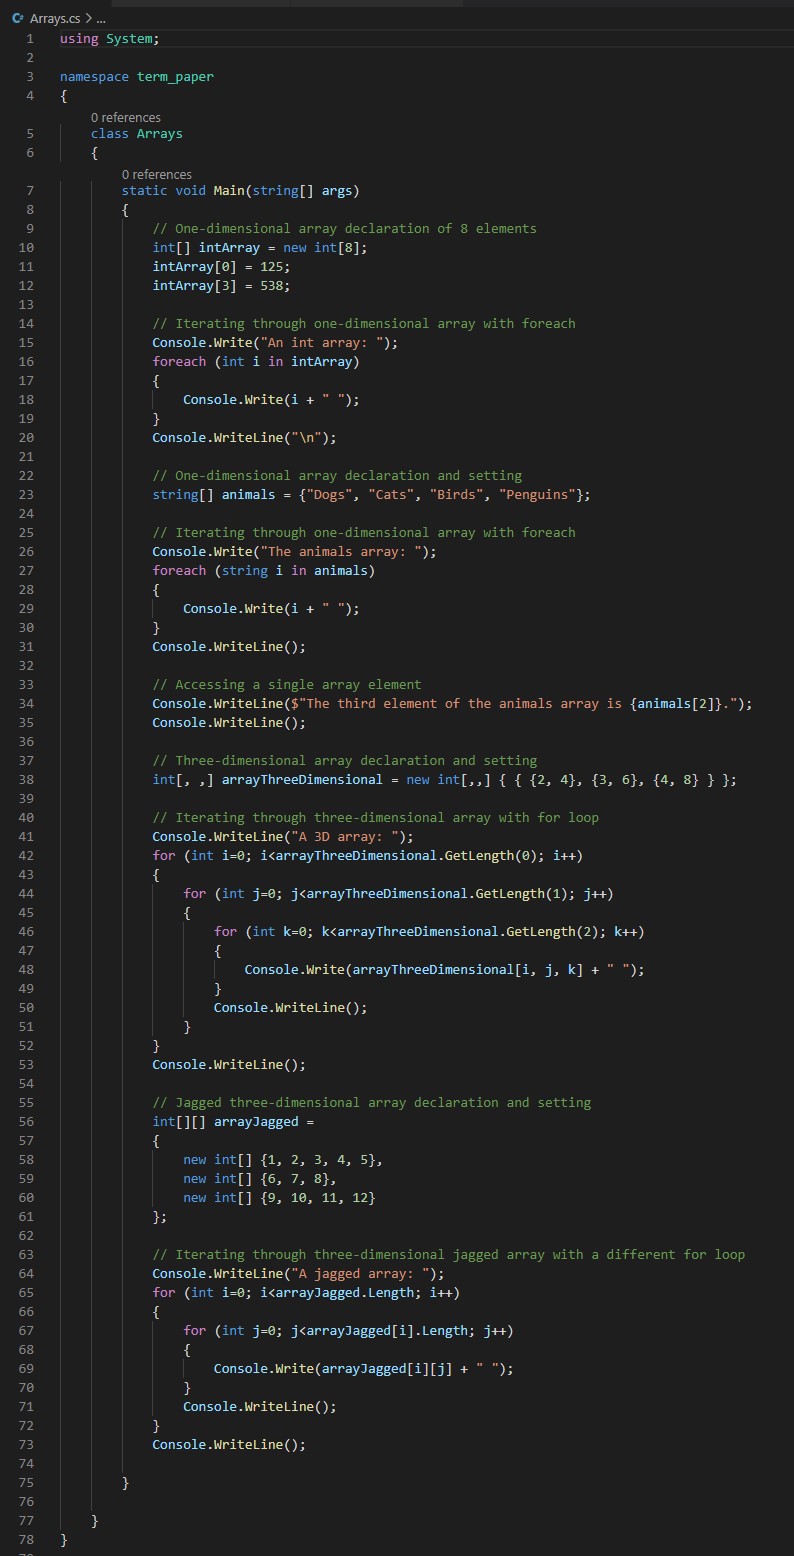 Arrays.cs > ...
1 using System;
2
3 namespace term_paper
4 {
0 references
5     class Arrays
6     {
0 references
7         static void Main(string[] args)
8         {
9             // One-dimensional array declaration of 8 elements
10             int[] intArray = new int[8];
11             intArray[0] = 125;
12             intArray[3] = 538;
13
14             // Iterating through one-dimensional array with foreach
15             Console.Write("An int array: ");
16             foreach (int i in intArray)
17             {
18                 Console.Write(i + " ");
19             }
20             Console.WriteLine("\n");
21
22             // One-dimensional array declaration and setting
23             string[] animals = {"Dogs", "Cats", "Birds", "Penguins"};
24
25             // Iterating through one-dimensional array with foreach
26             Console.Write("The animals array: ");
27             foreach (string i in animals)
28             {
29                 Console.Write(i + " ");
30             }
31             Console.WriteLine();
32
33             // Accessing a single array element
34             Console.WriteLine($"The third element of the animals array is {animals[2]}.");
35             Console.WriteLine();
36
37             // Three-dimensional array declaration and setting
38             int[, ,] arrayThreeDimensional = new int[,,] { { {2, 4}, {3, 6}, {4, 8} } };
39
40             // Iterating through three-dimensional array with for loop
41             Console.WriteLine("A 3D array: ");
42             for (int i=0; i<arrayThreeDimensional.GetLength(0); i++)
43             {
44                 for (int j=0; j<arrayThreeDimensional.GetLength(1); j++)
45                 {
46                     for (int k=0; k<arrayThreeDimensional.GetLength(2); k++)
47                     {
48                         Console.Write(arrayThreeDimensional[i, j, k] + " ");
49                     }
50                     Console.WriteLine();
51                 }
52             }
53             Console.WriteLine();
54
55             // Jagged three-dimensional array declaration and setting
56             int[][] arrayJagged =
57             {
58                 new int[] {1, 2, 3, 4, 5},
59                 new int[] {6, 7, 8},
60                 new int[] {9, 10, 11, 12}
61             };
62
63             // Iterating through three-dimensional jagged array with a different for loop
64             Console.WriteLine("A jagged array: ");
65             for (int i=0; i<arrayJagged.Length; i++)
66             {
67                 for (int j=0; j<arrayJagged[i].Length; j++)
68                 {
69                     Console.Write(arrayJagged[i][j] + " ");
70                 }
71                 Console.WriteLine();
72             }
73             Console.WriteLine();
74
75         }
76
77     }
78 }